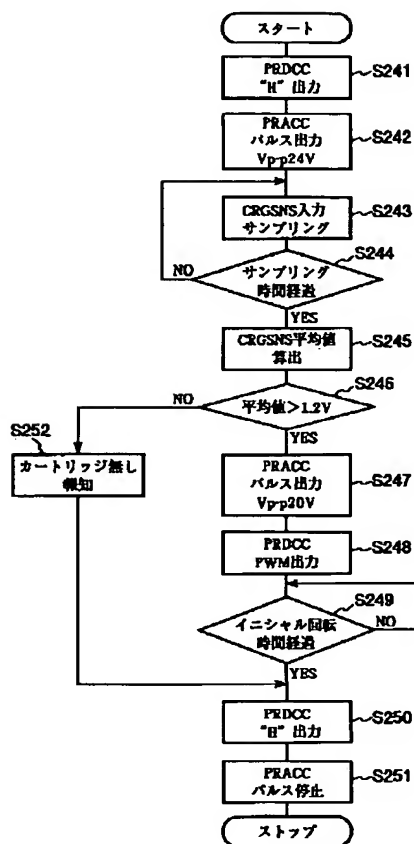 スタート
PRDCC
"H" 出力
S241
PRACC
パルス出力
Vp-p24V
S242
CRGSNS入力
サンプリング
S243
サンプリング
時間経過
S244
NO
YES
CRGSNS平均値
算出
S245
平均値>1.2V
S246
NO
YES
S252
カートリッジ無し
報知
PRACC
パルス出力
Vp-p20V
S247
PRDCC
PWM出力
S248
イニシャル回転
時間経過
S249
NO
YES
PRDCC
"H" 出力
S250
PRACC
パルス停止
S251
ストップ